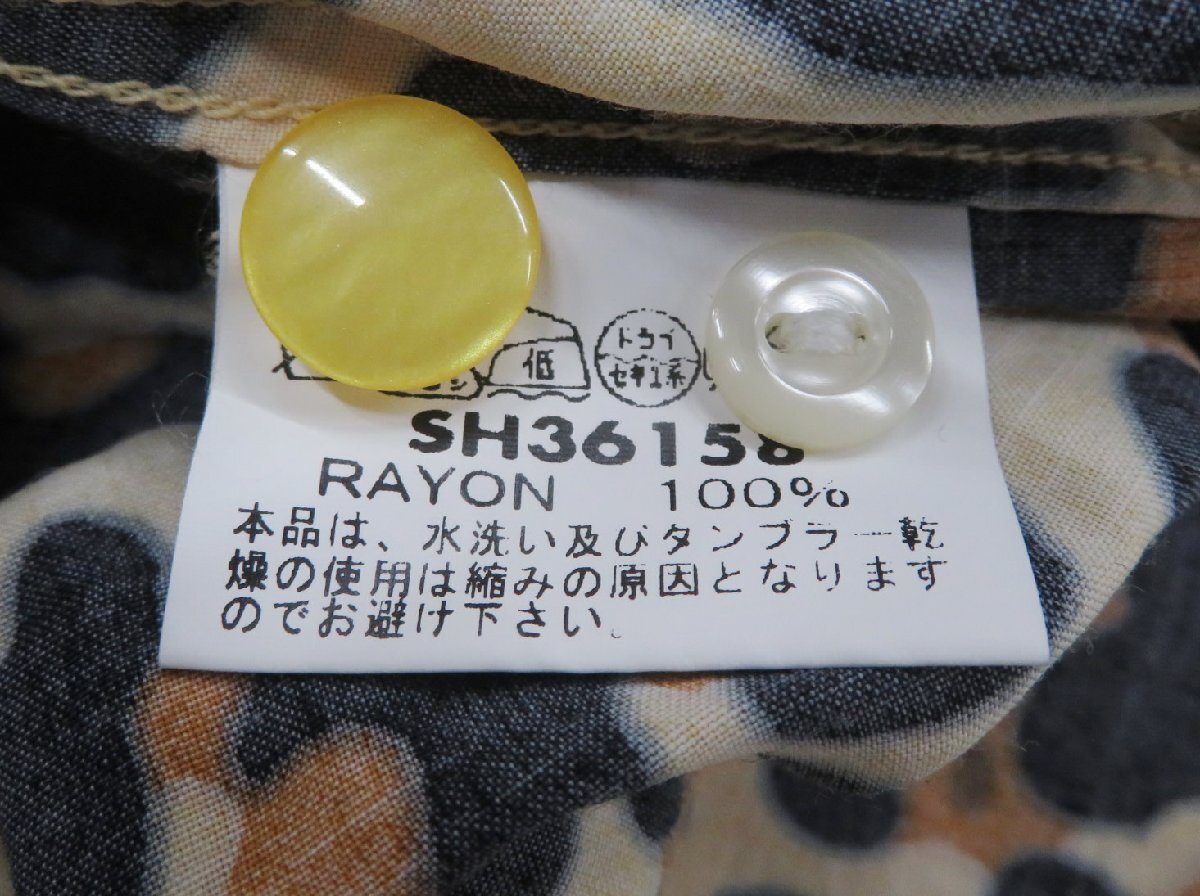 低
ドライ
セキユ系
SH36158
RAYON 100%
本品は、水洗い及びタンブラー乾
燥の使用は縮みの原因となります
のでお避け下さい。